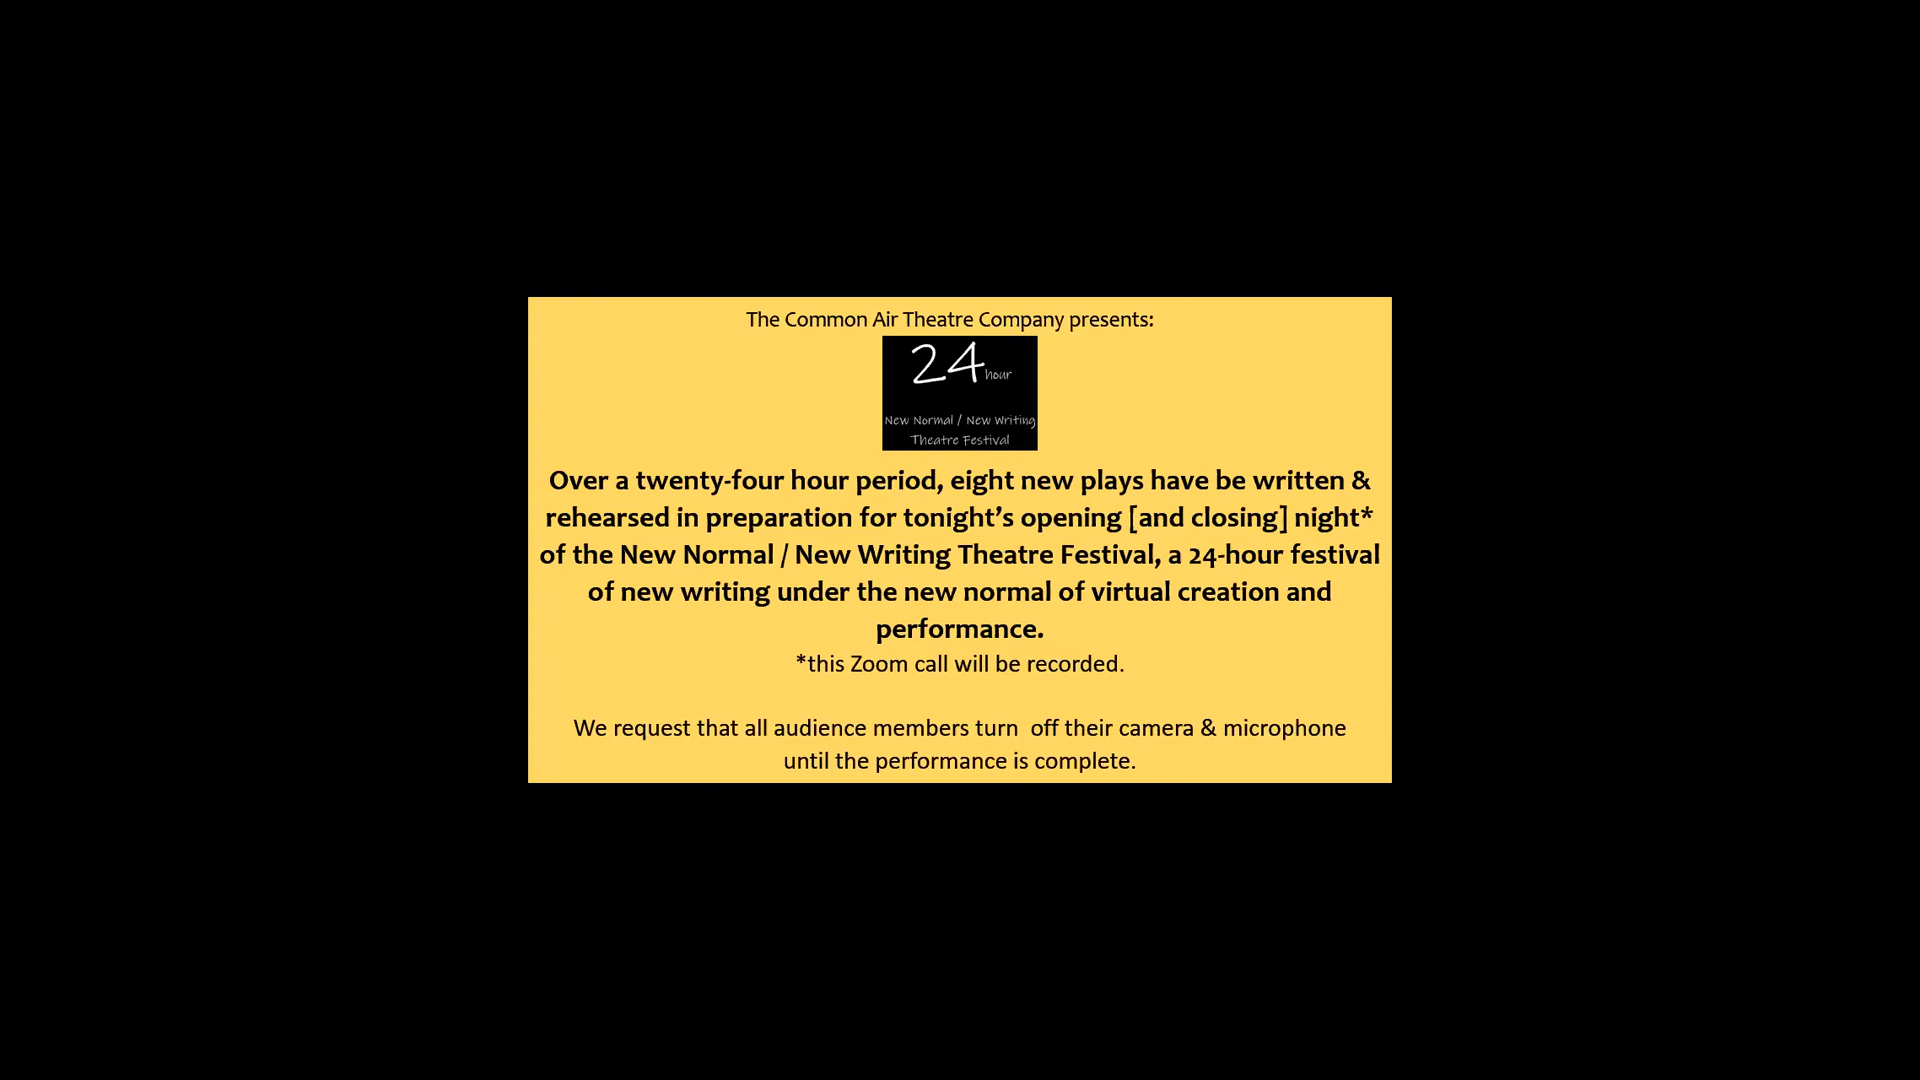 The Common Air Theatre Company presents:
24 hour
New Normal / New Writing
Theatre Festival
Over a twenty-four hour period, eight new plays have be written &
rehearsed in preparation for tonight’s opening [and closing] night*
of the New Normal / New Writing Theatre Festival, a 24-hour festival
of new writing under the new normal of virtual creation and
performance.
*this Zoom call will be recorded.
We request that all audience members turn  off their camera & microphone
until the performance is complete.